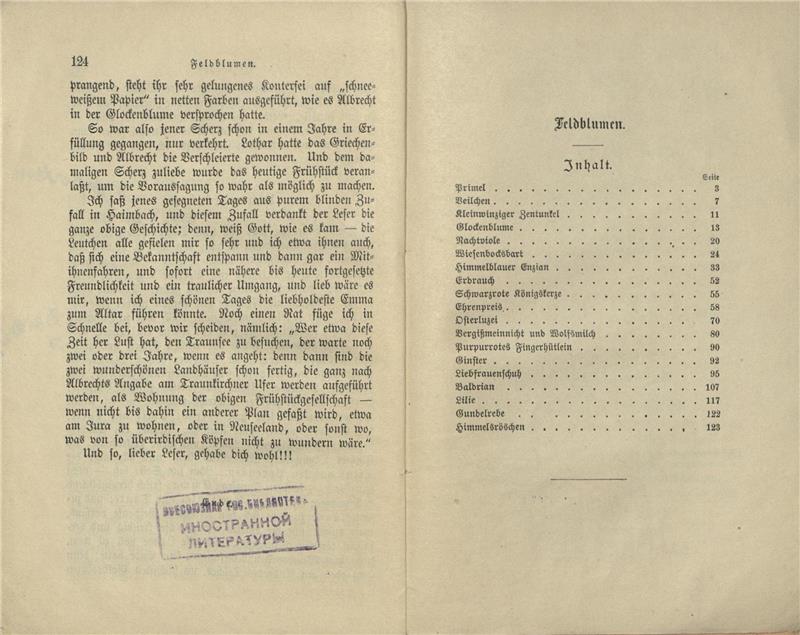 124
Feldblumen.
prangend, steht ihr sehr gelungenes Konterfei auf „schnee-
weißem Papier“ in netten Farben ausgeführt, wie es Albrecht
in der Glockenblume versprochen hatte.
So war also jener Scherz schon in einem Jahre in Er-
füllung gegangen, nur verkehrt. Lothar hatte das Griechen-
bild und Albrecht die Verschleierte gewonnen. Und dem da-
maligen Scherz zuliebe wurde das heutige Frühstück veran-
laßt, um die Voraussagung so wahr als möglich zu machen.
Ich saß jenes gesegneten Tages aus purem blinden Zu-
fall in Haimbach, und diesem Zufall verdankt der Leser die
ganze obige Geschichte; denn, weiß Gott, wie es kam — die
Leutchen alle gefielen mir so sehr und ich etwa ihnen auch,
daß sich eine Bekanntschaft entspann und dann gar ein Mit-
ihnenfahren, und sofort eine nähere bis heute fortgesetzte
Freundlichkeit und ein traulicher Umgang, und lieb wäre es
mir, wenn ich eines schönen Tages die liebholdeste Emma
zum Altar führen könnte. Noch einen Rat füge ich in
Schnelle bei, bevor wir scheiden, nämlich: „Wer etwa diese
Zeit her Lust hat, den Traunsee zu besuchen, der warte noch
zwei oder drei Jahre, wenn es angeht: denn dann sind die
zwei wunderschönen Landhäuser schon fertig, die ganz nach
Albrechts Angabe am Traunkirchner Ufer werden aufgeführt
werden, als Wohnung der obigen Frühstückgesellschaft —
wenn nicht bis dahin ein anderer Plan gefaßt wird, etwa
am Jura zu wohnen, oder in Neuseeland, oder sonst wo,
was von so überirdischen Köpfen nicht zu wundern wäre.“
Und so, lieber Leser, gehabe dich wohl!!!
Ende.
ВСЕСОЮЗНАЯ ГОС. БИБЛИОТЕКА
ИНОСТРАННОЙ
ЛИТЕРАТУРЫ
Feldblumen.
Inhalt.
Seite
Primel . . . . . . . . . . . . . . . . 3
Veilchen . . . . . . . . . . . . . . . 7
Kleinwinziger Zentunkel . . . . . . . . . . 11
Glockenblume . . . . . . . . . . . . . 13
Nachtviole . . . . . . . . . . . . . . 20
Wiesenbocksbart . . . . . . . . . . . . 24
Himmelblauer Enzian . . . . . . . . . . . 33
Erbrauch . . . . . . . . . . . . . . . 52
Schwarzrote Königskerze . . . . . . . . . . 55
Ehrenpreis . . . . . . . . . . . . . . 58
Osterluzei . . . . . . . . . . . . . . 70
Vergißmeinnicht und Wolfsmilch . . . . . . . 80
Purpurrotes Fingerhütlein . . . . . . . . . 90
Ginster . . . . . . . . . . . . . . . 92
Liebfrauenschuh . . . . . . . . . . . . 95
Baldrian . . . . . . . . . . . . . . . 107
Lilie . . . . . . . . . . . . . . . . 117
Gundelrebe . . . . . . . . . . . . . . 122
Himmelsröschen . . . . . . . . . . . . . 123